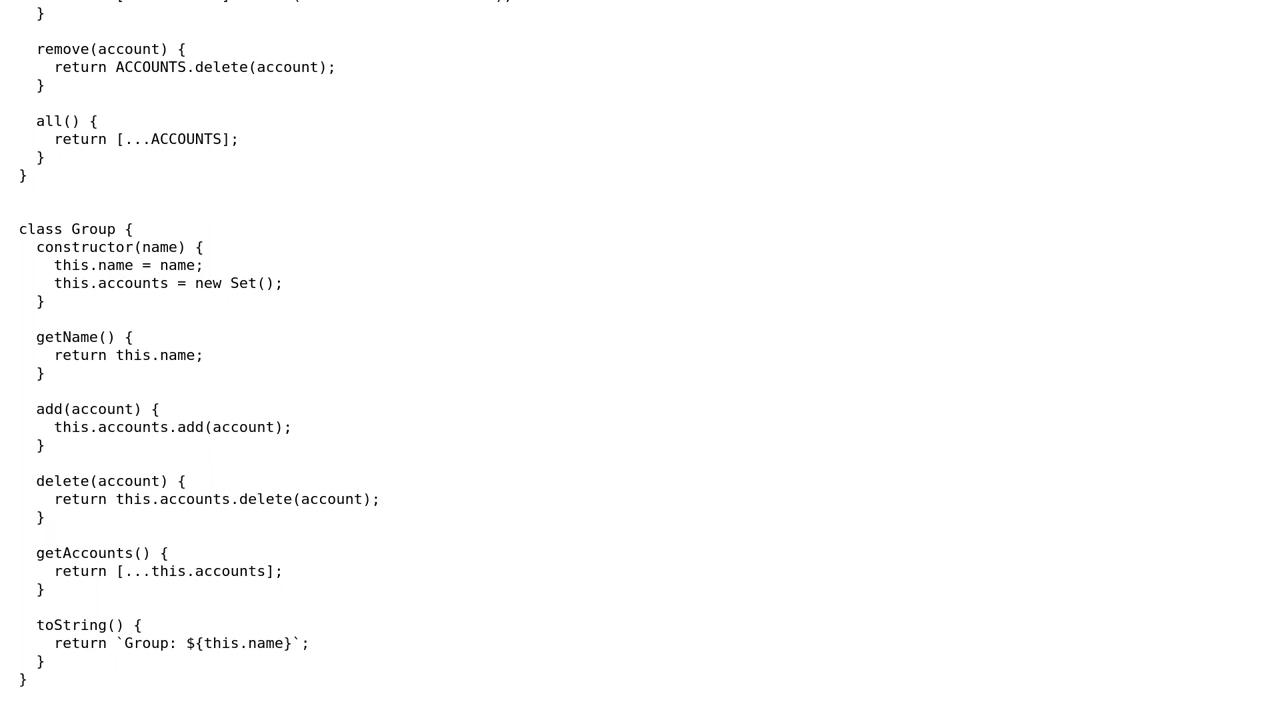 }
remove(account) {
return ACCOUNTS.delete(account);
}
all() {
return [...ACCOUNTS];
}
}
class Group {
constructor(name) {
this.name = name;
this.accounts = new Set();
}
getName() {
return this.name;
}
add(account) {
this.accounts.add(account);
}
delete(account) {
return this.accounts.delete(account);
}
getAccounts() {
return [...this.accounts];
}
toString() {
return `Group: ${this.name}`;
}
}